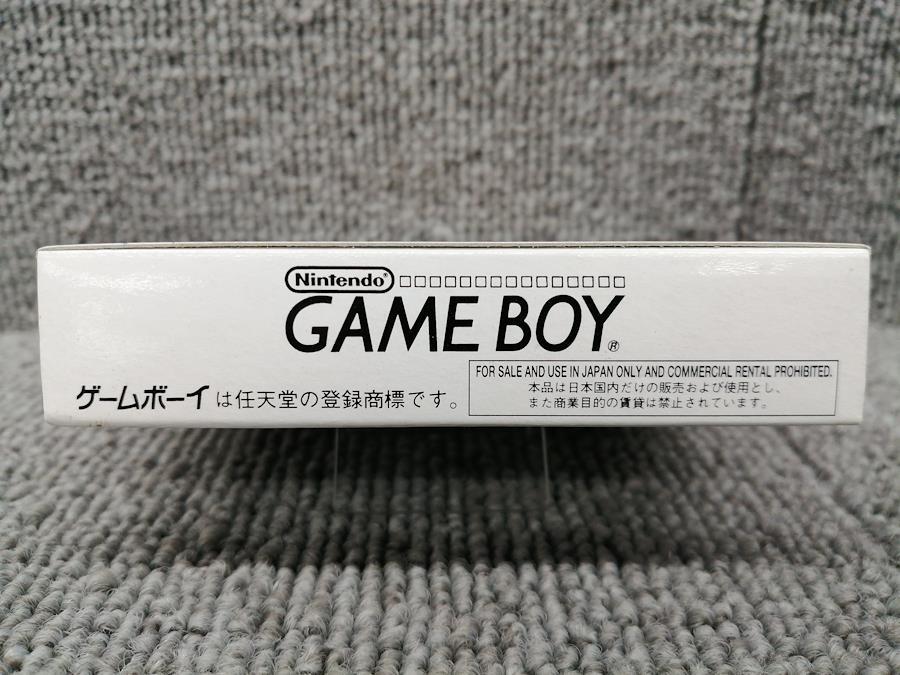 Nintendo®
GAME BOY®
ゲームボーイは任天堂の登録商標です。
FOR SALE AND USE IN JAPAN ONLY AND COMMERCIAL RENTAL PROHIBITED.
本品は日本国内だけの販売および使用とし、
また商業目的の賃貸は禁止されています。